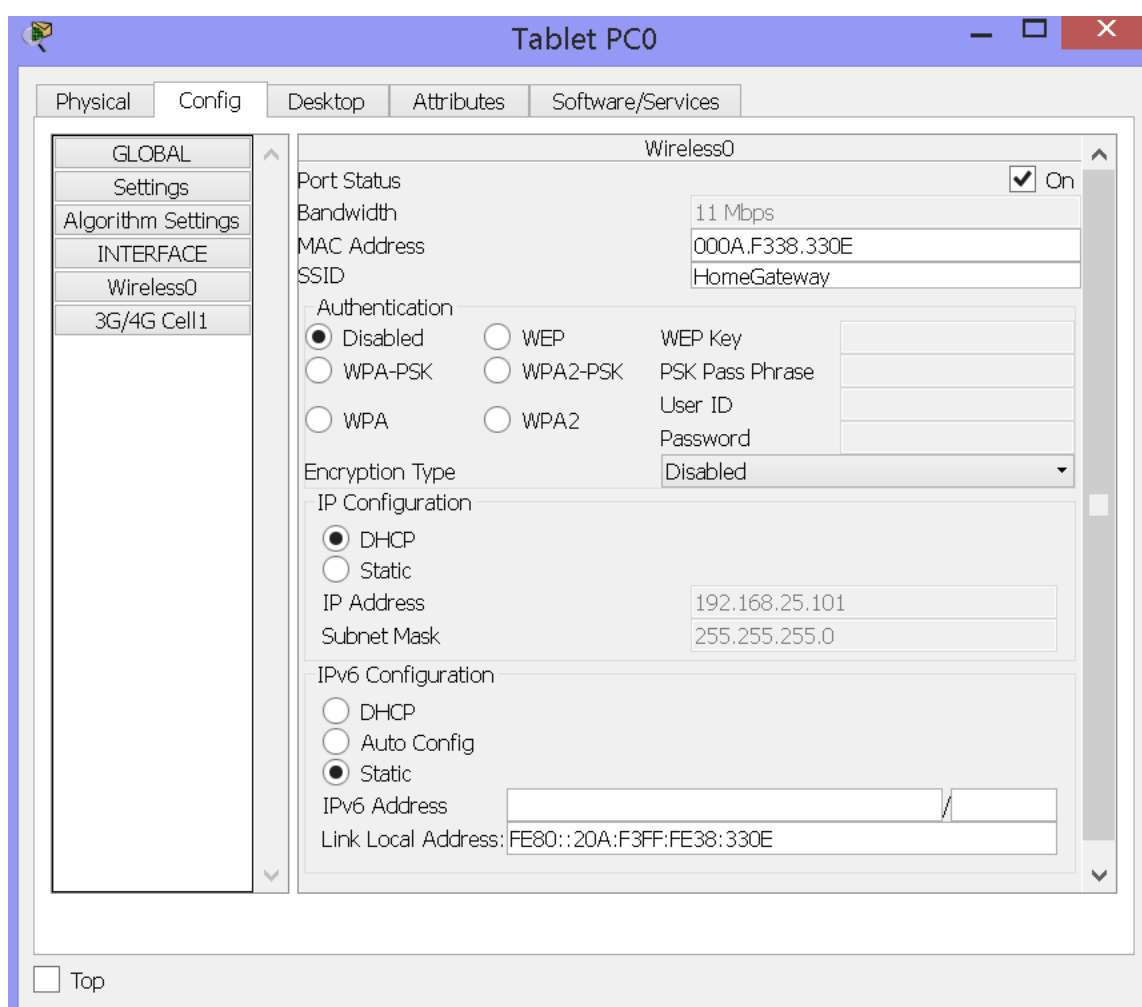 Tablet PC0
Physical Config Desktop Attributes Software/Services
GLOBAL
Settings
Algorithm Settings
INTERFACE
Wireless0
3G/4G Cell1
Wireless0
Port Status On
Bandwidth 11 Mbps
MAC Address 000A.F338.330E
SSID HomeGateway
Authentication
Disabled WEP WEP Key
WPA-PSK WPA2-PSK PSK Pass Phrase
User ID
WPA WPA2
Password
Encryption Type Disabled
IP Configuration
DHCP
Static
IP Address 192.168.25.101
Subnet Mask 255.255.255.0
IPv6 Configuration
DHCP
Auto Config
Static
IPv6 Address /
Link Local Address: FE80::20A:F3FF:FE38:330E
Top